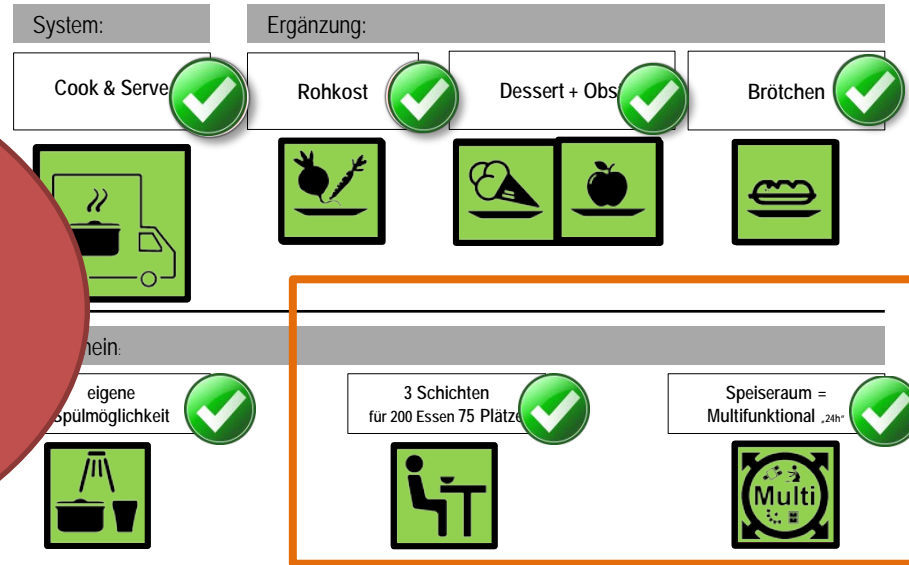 System:
Ergänzung:
Cook & Serve
Rohkost
Dessert + Obs
Brötchen
nein:
eigene
Spülmöglichkeit
3 Schichten
für 200 Essen 75 Plätze
Speiseraum =
Multifunktional „24h“
Multi